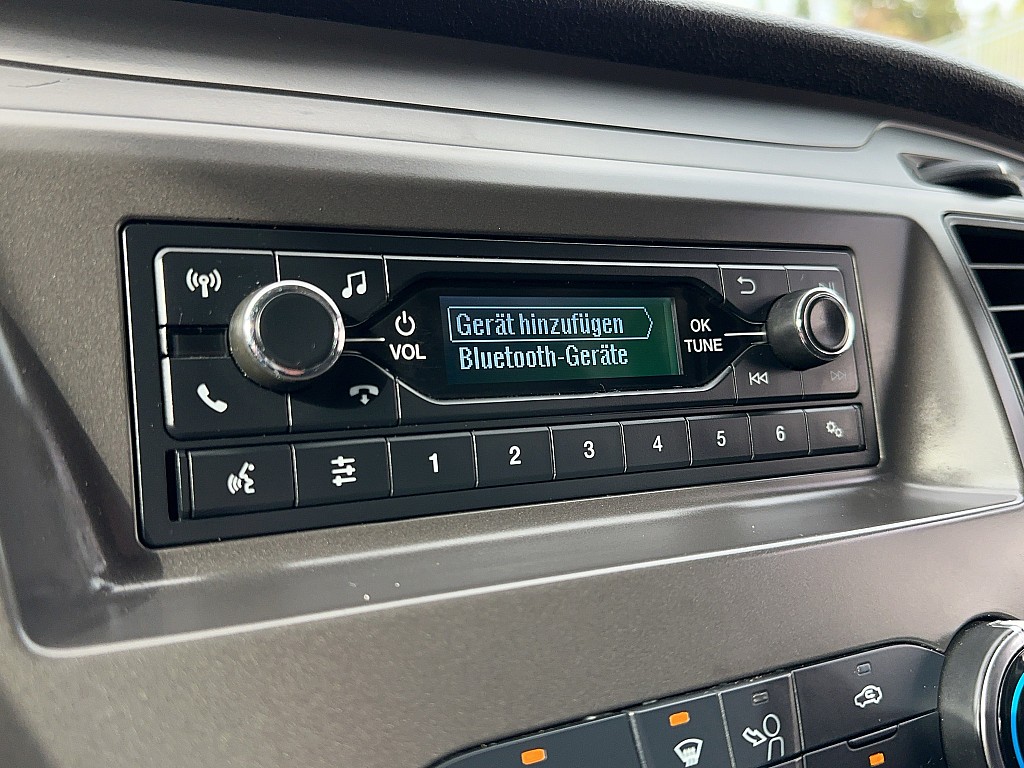 VOL
Gerät hinzufügen
Bluetooth-Geräte
OK
TUNE
1 2 3 4 5 6